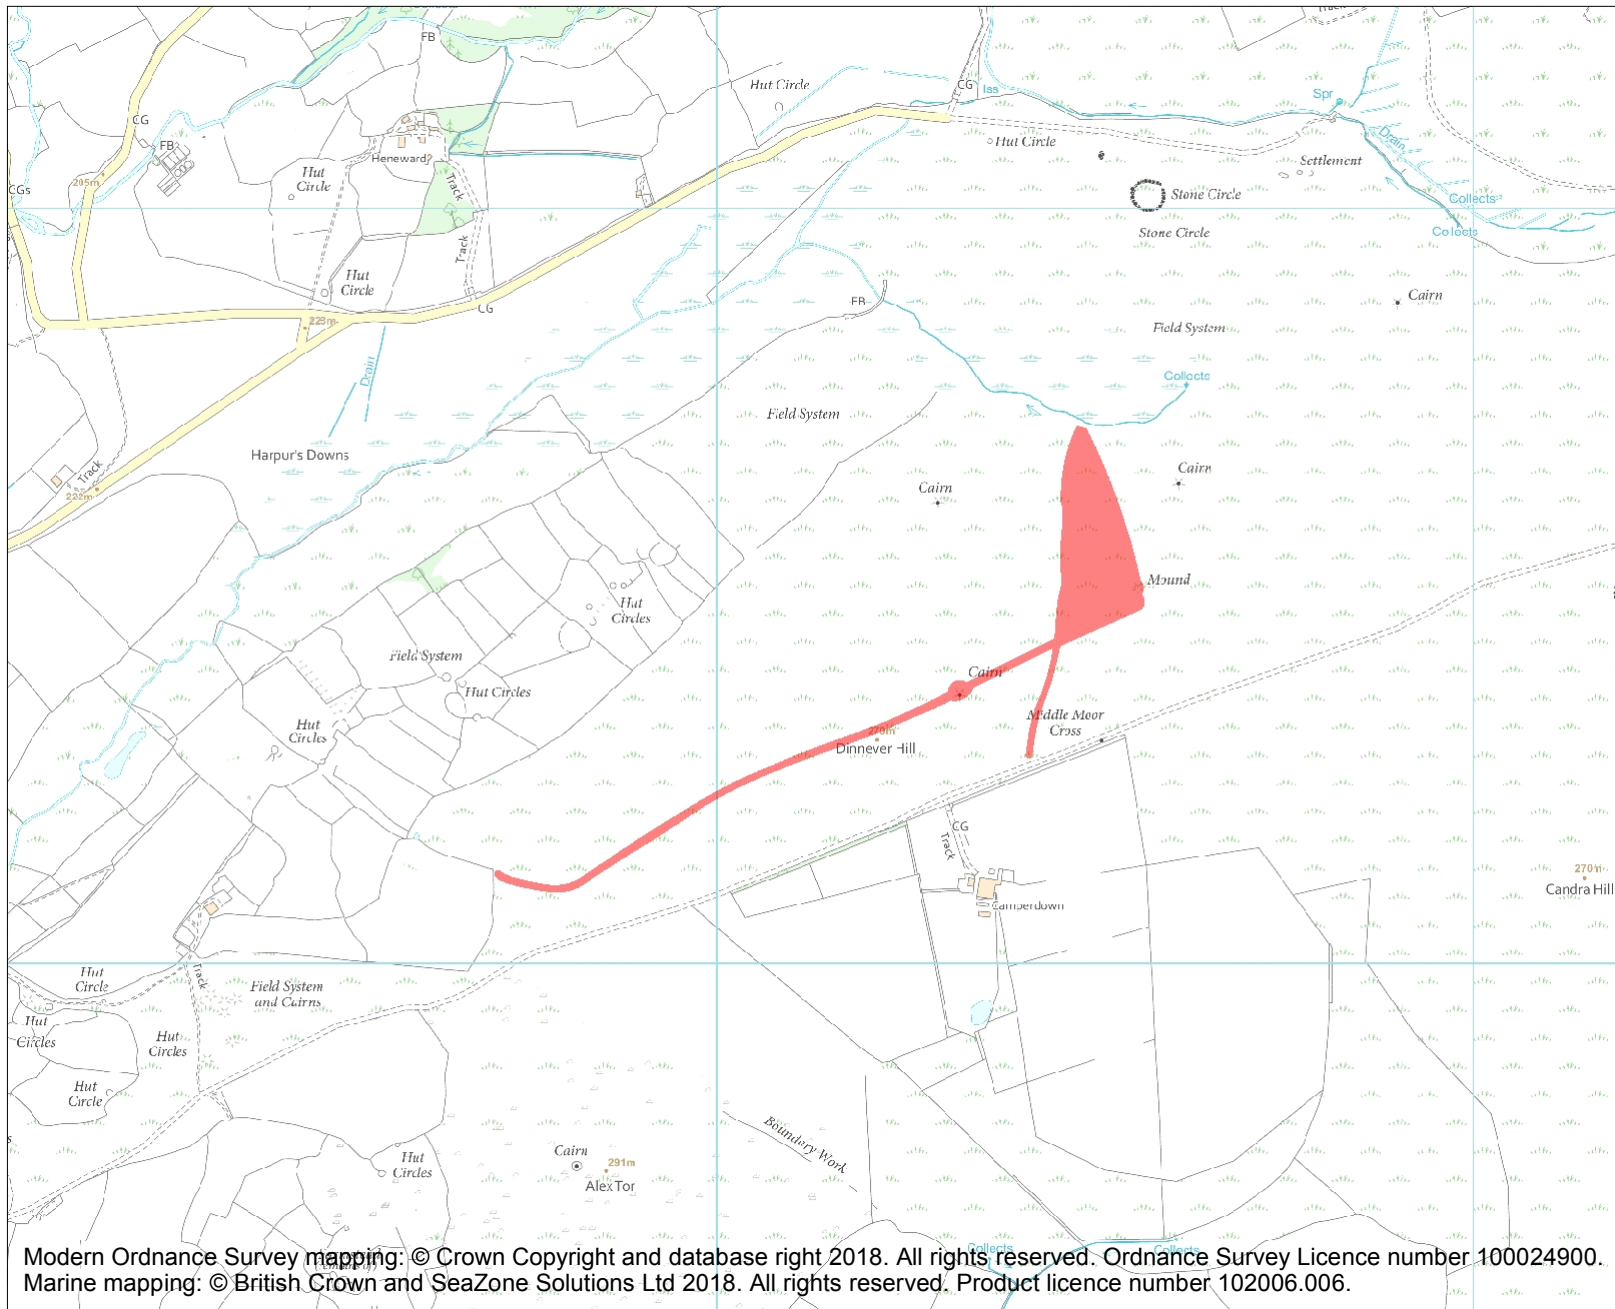 Track
FB
Hut Circle
CG
Iss
Spr
CG
Drain
FB
Heneward
Hut Circle
Settlement
205m
Hut
Circle
Track
CGs
Stone Circle
Collects
Stone Circle
Collects
Track
Hut
Circle
Cairn
FB
CG
223m
Field System
Drain
Collects
Field System
Harpur's Downs
Track
Cairn
Cairn
222m
Mound
Hut
Circles
Field System
Cairn
Hut Circles
Middle Moor
Cross
Hut
Circles
270m
Dinnever Hill
CG
Track
270m
Candra Hill
Camperdown
Hut
Circle
Track
Field System
and Cairns
Hut
Circles
Hut
Circles
Hut
Circle
Boundary Work
Cairn
Hut
Circles
291m
Alex Tor
Collects
Collects
Modern Ordnance Survey mapping: © Crown Copyright and database right 2018. All rights reserved. Ordnance Survey Licence number 100024900.
Marine mapping: © British Crown and SeaZone Solutions Ltd 2018. All rights reserved. Product licence number 102006.006.